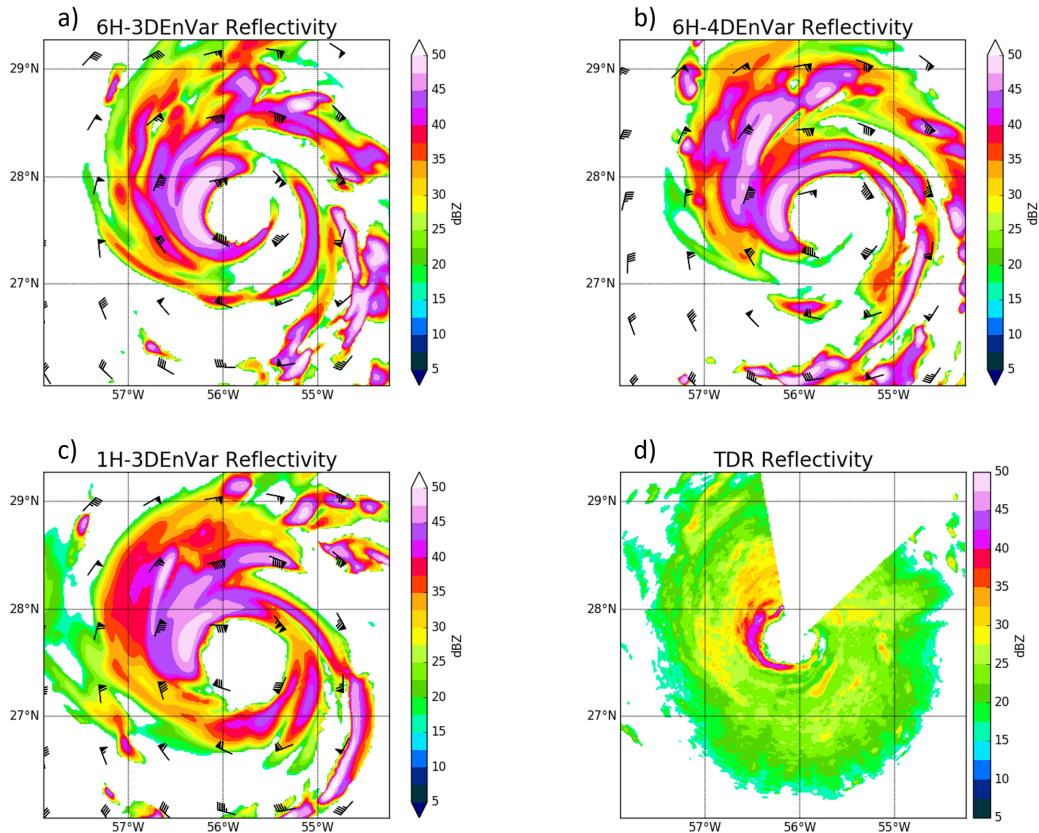 a)
6H-3DEnVar Reflectivity
29°N
28°N
27°N
57°W
56°W
55°W
50
45
40
35
30
25
20
15
10
5
dBZ
b)
6H-4DEnVar Reflectivity
29°N
28°N
27°N
57°W
56°W
55°W
50
45
40
35
30
25
20
15
10
5
dBZ
c)
1H-3DEnVar Reflectivity
29°N
28°N
27°N
57°W
56°W
55°W
50
45
40
35
30
25
20
15
10
5
dBZ
d)
TDR Reflectivity
29°N
28°N
27°N
57°W
56°W
55°W
50
45
40
35
30
25
20
15
10
5
dBZ